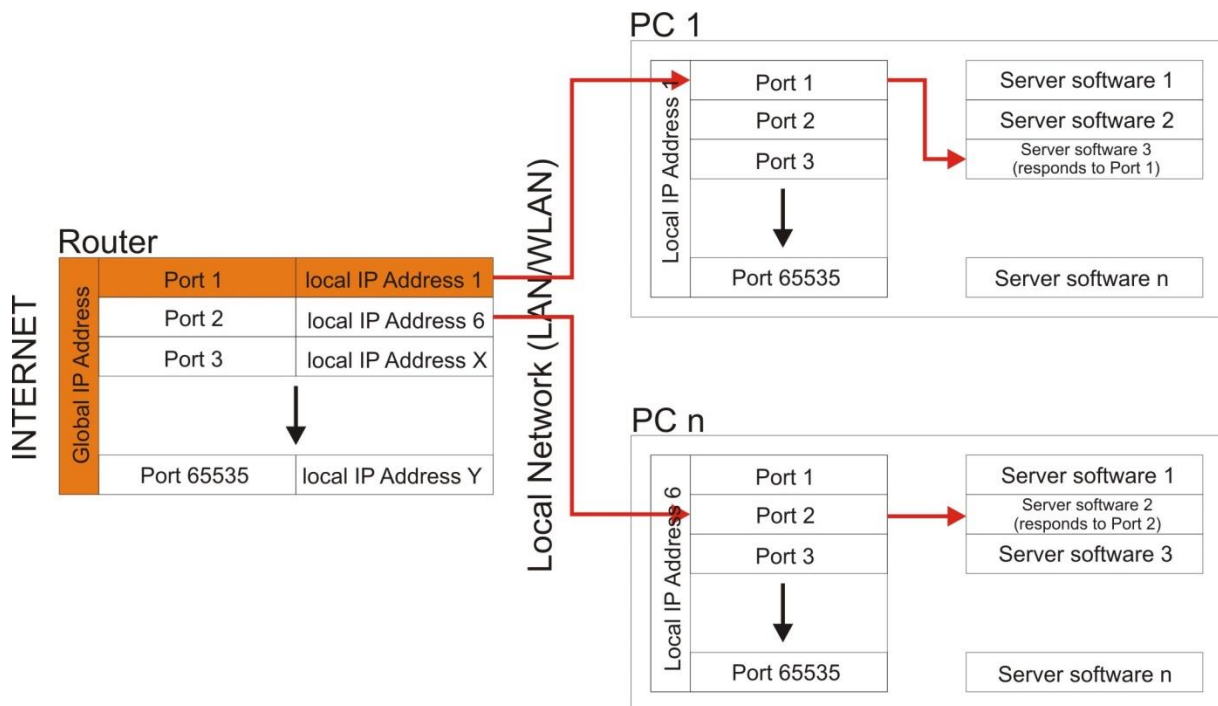 INTERNET
Router
Global IP Address
Port 1
local IP Address 1
Port 2
local IP Address 6
Port 3
local IP Address X
Port 65535
local IP Address Y
Local Network (LAN/WLAN)
PC 1
Local IP Address 1
Port 1
Port 2
Port 3
Port 65535
Server software 1
Server software 2
Server software 3
(responds to Port 1)
Server software n
PC n
Local IP Address 6
Port 1
Port 2
Port 3
Port 65535
Server software 1
Server software 2
(responds to Port 2)
Server software 3
Server software n